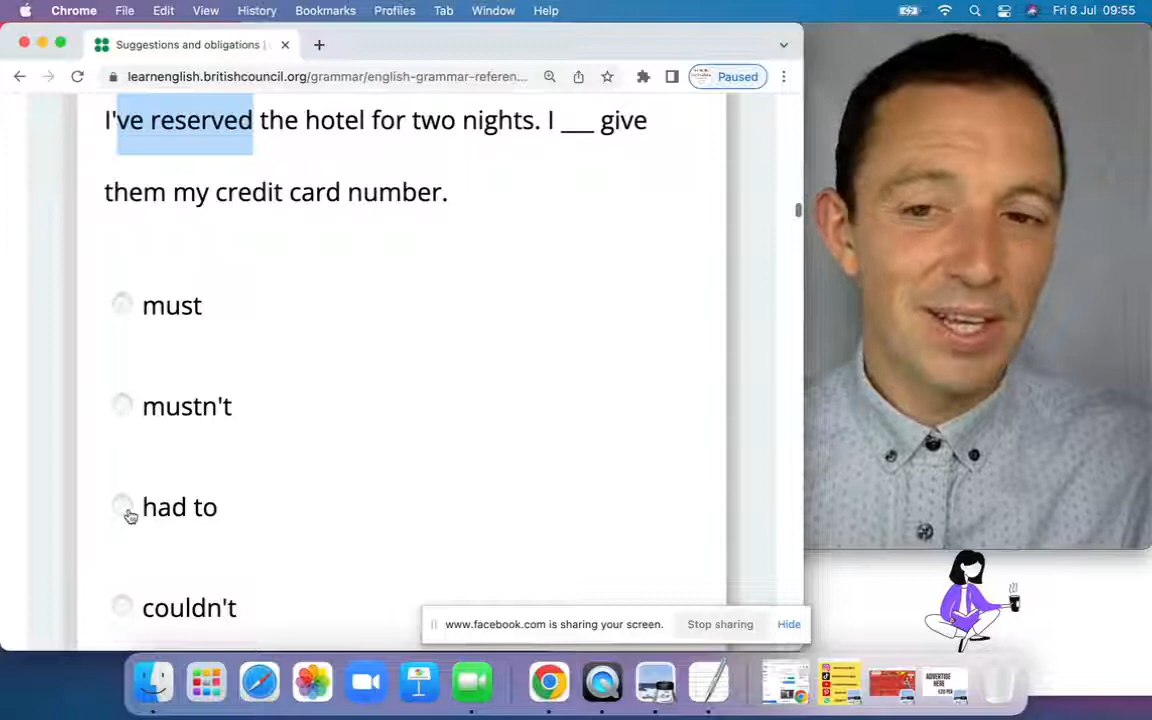 Chrome File Edit View History Bookmarks Profiles Tab Window Help Fri 8 Jul 09:55
Suggestions and obligations |
learnenglish.britishcouncil.org/grammar/english-grammar-referen... Paused
I've reserved the hotel for two nights. I ___ give
them my credit card number.
must
mustn't
had to
couldn't
www.facebook.com is sharing your screen. Stop sharing Hide
ADVERTISE
HERE